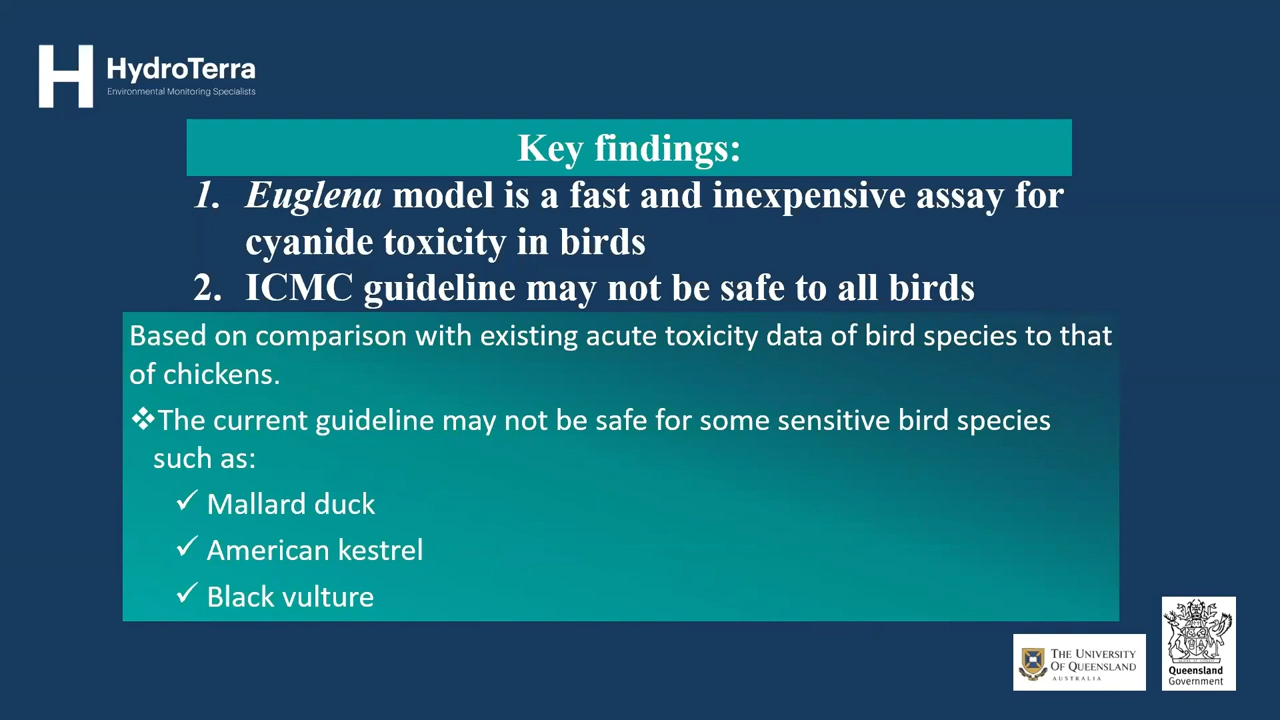 HydroTerra
Environmental Monitoring Specialists
Key findings:
1. Euglena model is a fast and inexpensive assay for
cyanide toxicity in birds
2. ICMC guideline may not be safe to all birds
Based on comparison with existing acute toxicity data of bird species to that
of chickens.
❖The current guideline may not be safe for some sensitive bird species
such as:
✓ Mallard duck
✓ American kestrel
✓ Black vulture
THE UNIVERSITY
OF QUEENSLAND
AUSTRALIA
Queensland
Government